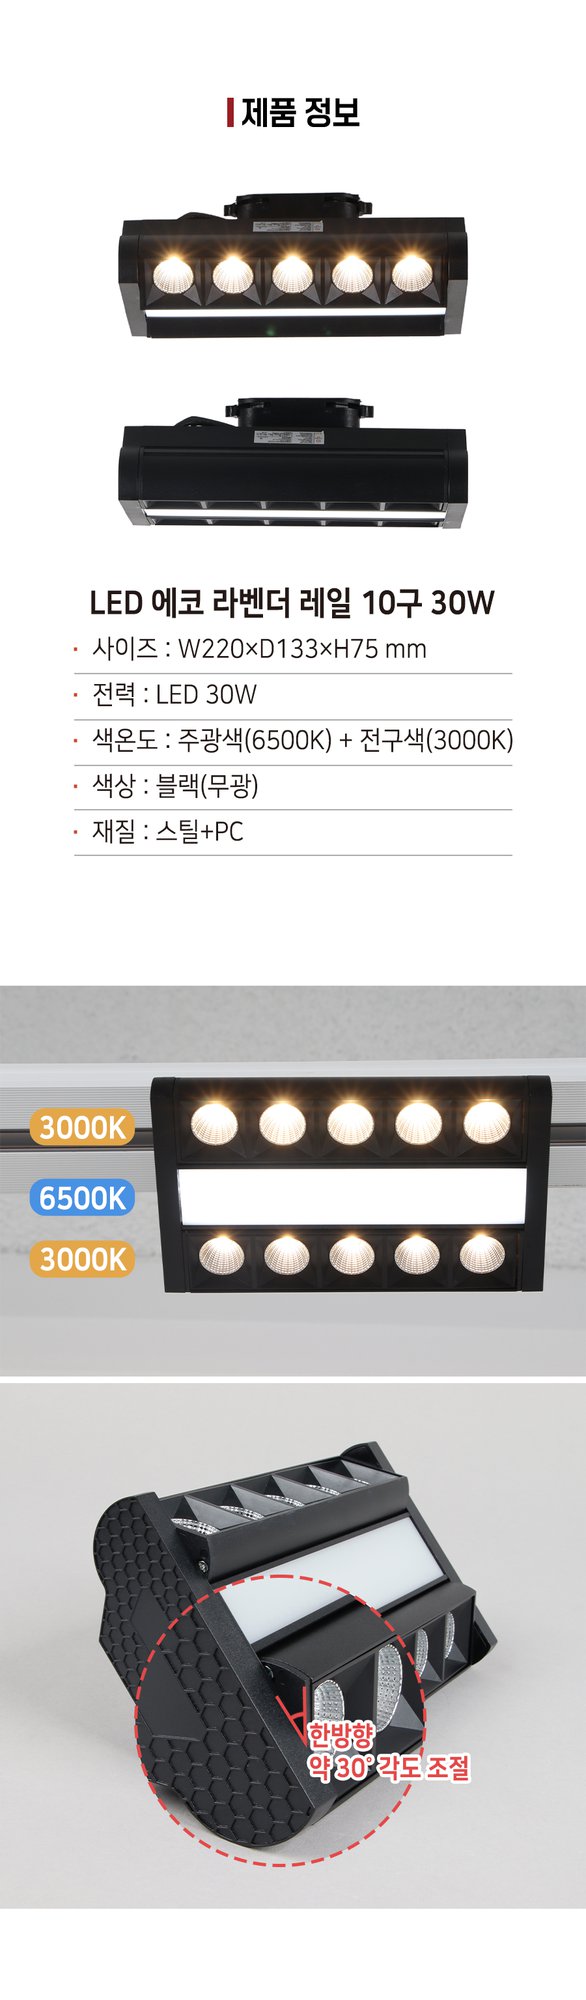 제품 정보
LED 에코 라벤더 레일 10구 30W
· 사이즈 : W220×D133×H75 mm
· 전력 : LED 30W
· 색온도 : 주광색(6500K) + 전구색(3000K)
· 색상 : 블랙(무광)
· 재질 : 스틸+PC
3000K
6500K
3000K
한방향
약 30° 각도 조절